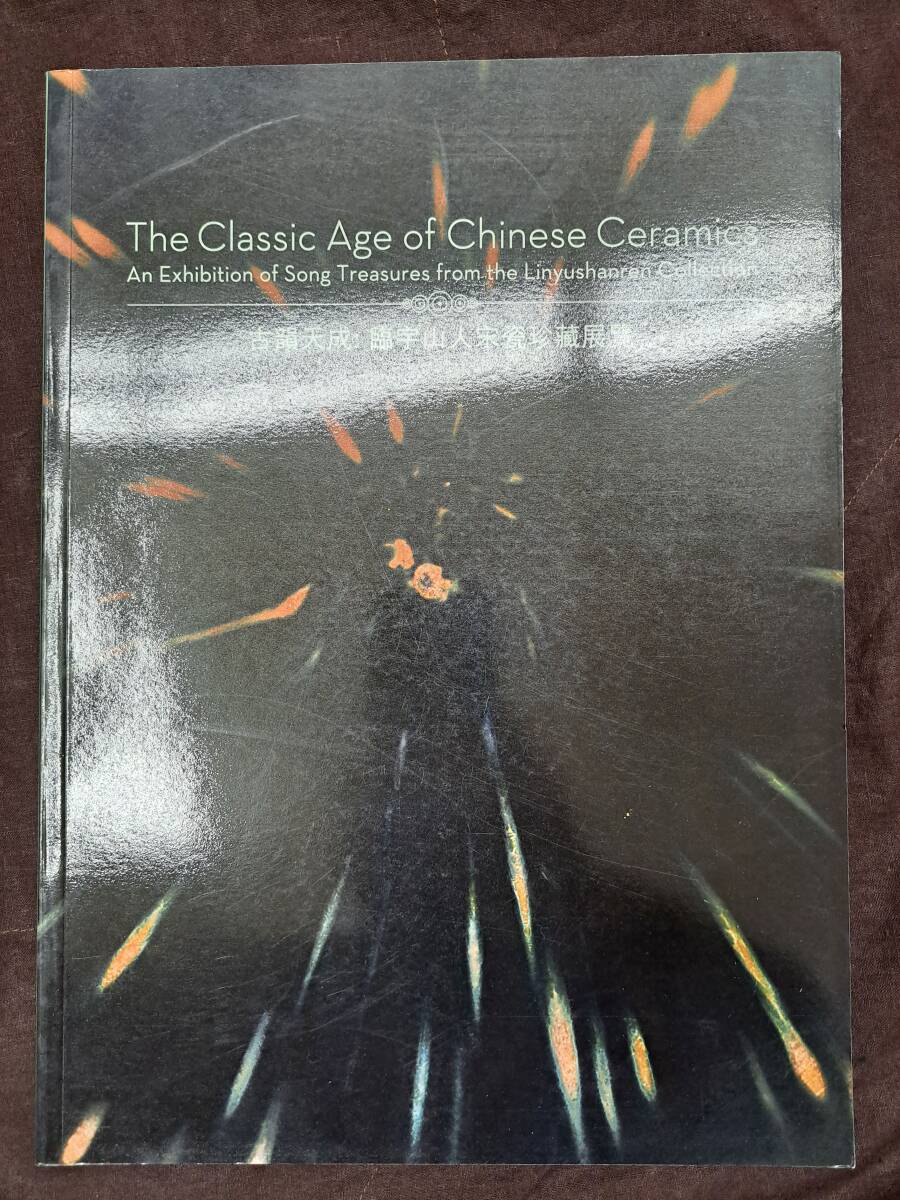 The Classic Age of Chinese Ceramics
An Exhibition of Song Treasures from the Linyushanren Collection
古韻天成: 臨宇山人宋瓷珍藏展覽